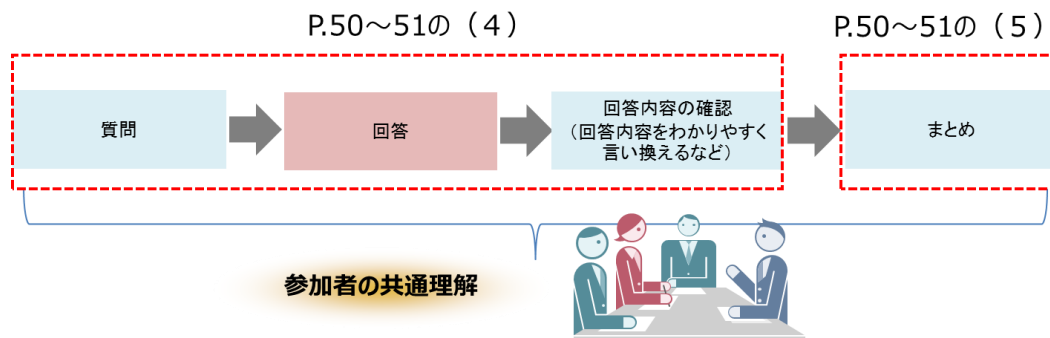 P.50～51の（４）
P.50～51の（５）
質問
回答
回答内容の確認
（回答内容をわかりやすく
言い換えるなど）
まとめ
参加者の共通理解